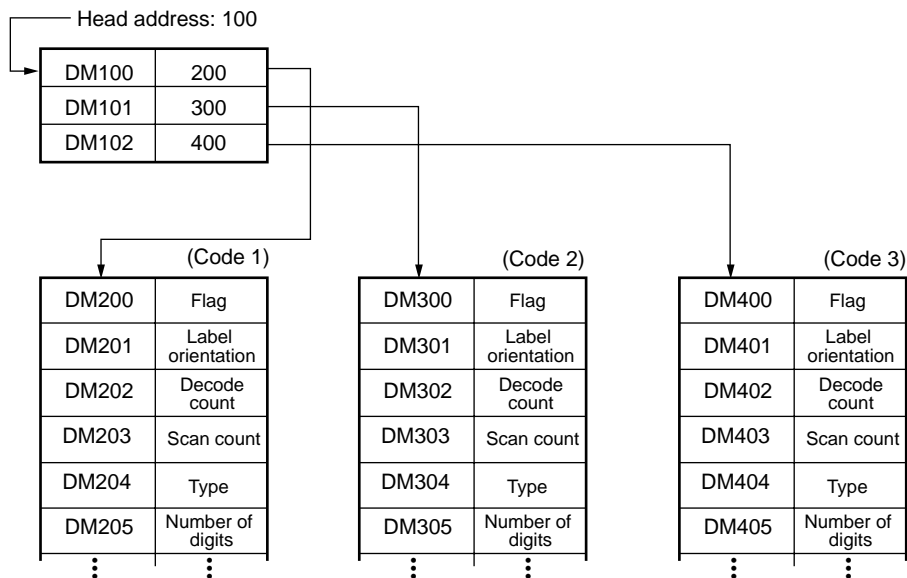 Head address: 100
DM100 200
DM101 300
DM102 400
(Code 1)
DM200 Flag
DM201 Label orientation
DM202 Decode count
DM203 Scan count
DM204 Type
DM205 Number of digits
(Code 2)
DM300 Flag
DM301 Label orientation
DM302 Decode count
DM303 Scan count
DM304 Type
DM305 Number of digits
(Code 3)
DM400 Flag
DM401 Label orientation
DM402 Decode count
DM403 Scan count
DM404 Type
DM405 Number of digits